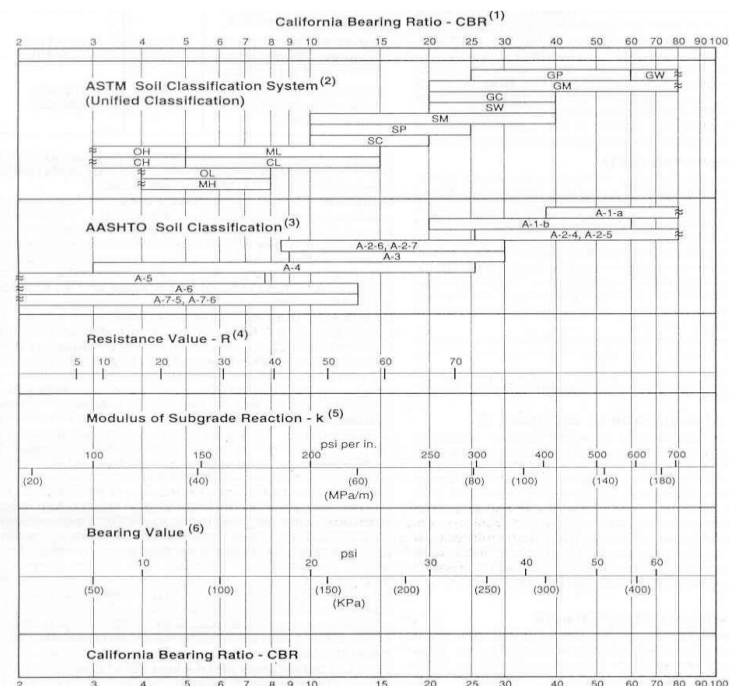 California Bearing Ratio - CBR(1)
2 3 4 5 6 7 8 9 10 15 20 25 30 40 50 60 70 80 90 100
ASTM Soil Classification System(2)
(Unified Classification)
GP GW
GM
GC
SW
SM
SP
SC
OH ML
CH CL
OL
MH
AASHTO Soil Classification(3)
A-1-a
A-1-b
A-2-4, A-2-5
A-2-6, A-2-7
A-3
A-4
A-5
A-6
A-7-5, A-7-6
Resistance Value - R(4)
5 10 20 30 40 50 60 70
Modulus of Subgrade Reaction - k(5)
psi per in.
100 150 200 250 300 400 500 600 700
(20) (40) (60) (80) (100) (140) (180)
(MPa/m)
Bearing Value (6)
psi
10 20 30 40 50 60
(50) (100) (150) (200) (250) (300) (400)
(KPa)
California Bearing Ratio - CBR
2 3 4 5 6 7 8 9 10 15 20 25 30 40 50 60 70 80 90 100